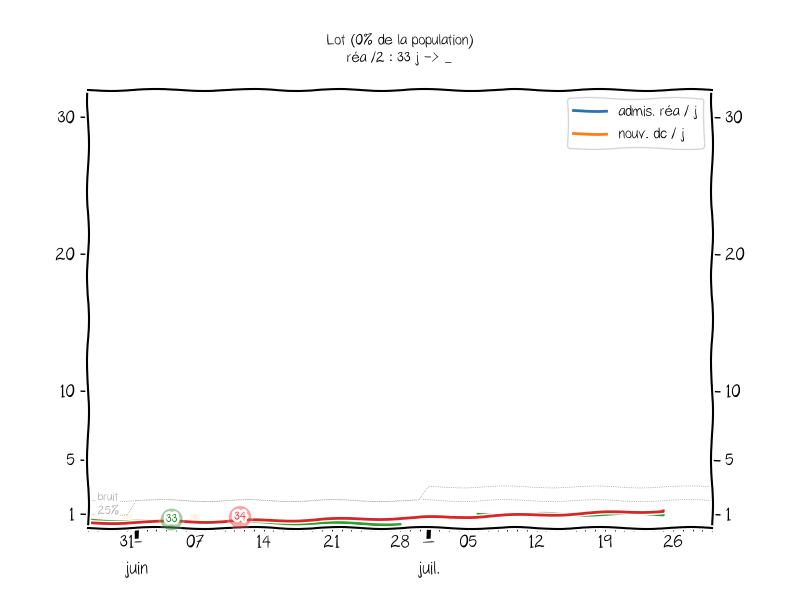 Lot (0% de la population)
réa /2 : 33 j -> _
admis. réa / j
nouv. dc / j
30 30
20 20
10 10
5 5
bruit
25%
1 33 34 1
31 07 14 21 28 05 12 19 26
juin juil.